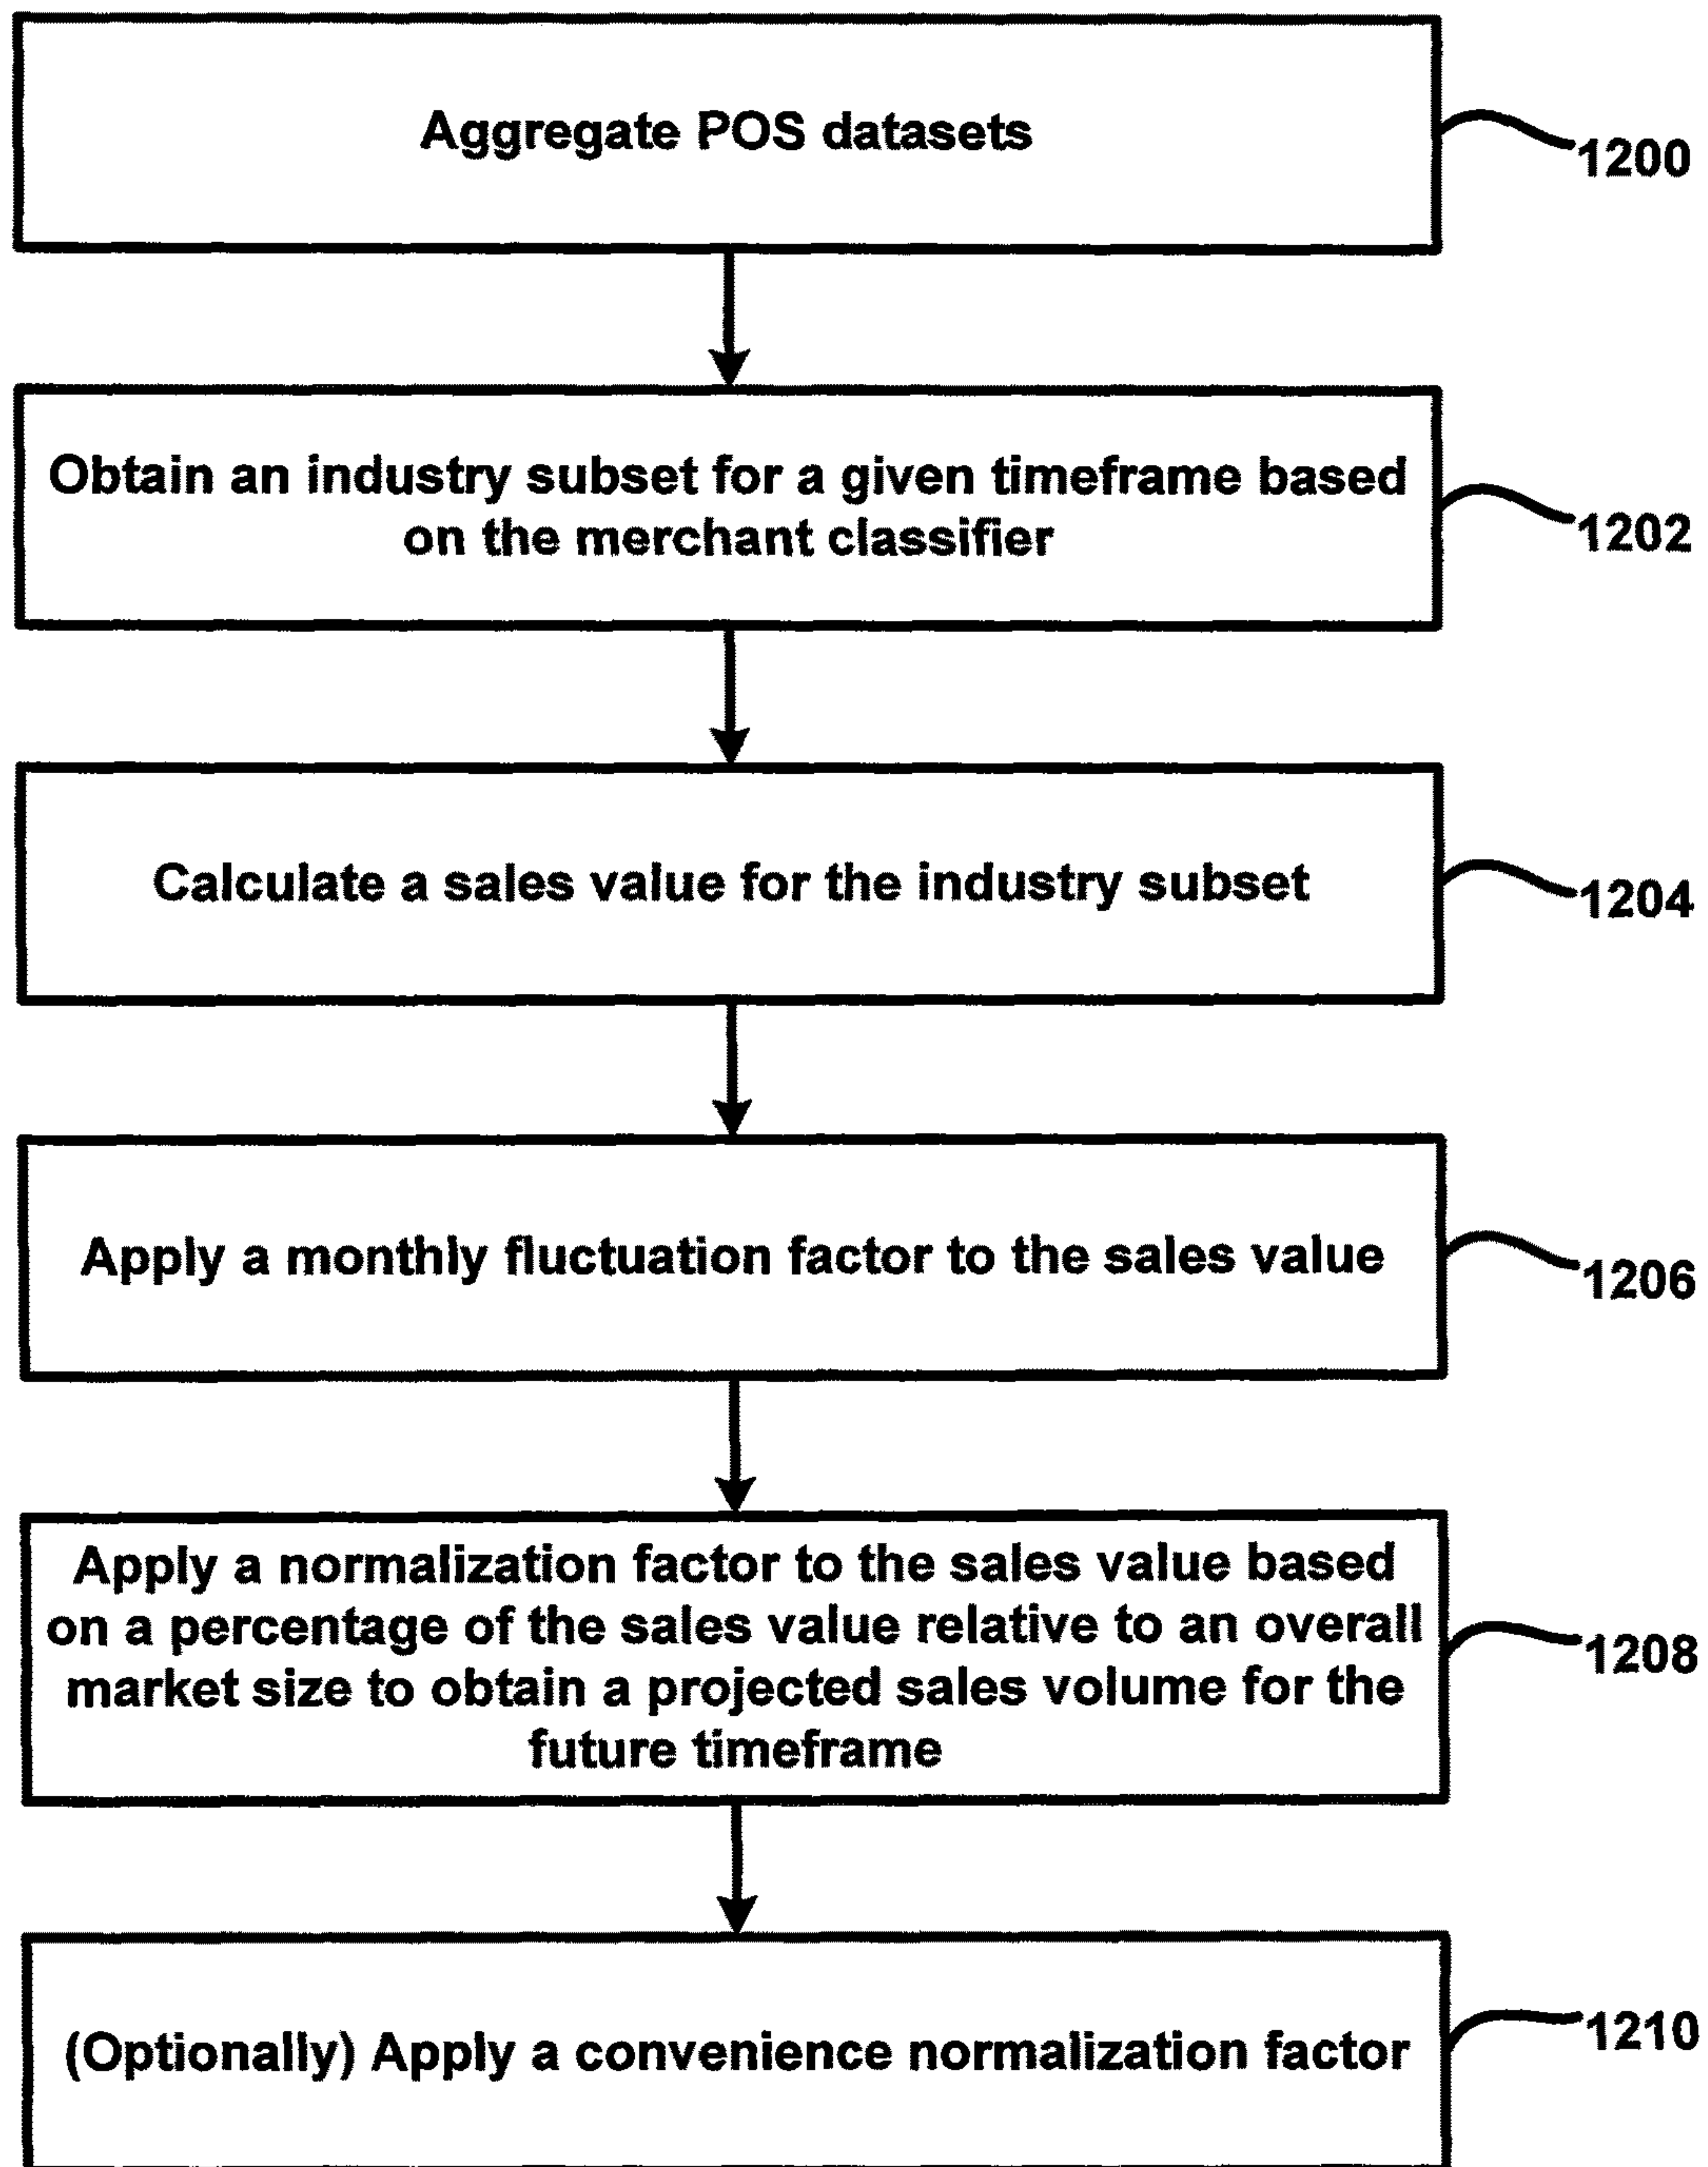 Aggregate POS datasets
1200
Obtain an industry subset for a given timeframe based
on the merchant classifier
1202
Calculate a sales value for the industry subset
1204
Apply a monthly fluctuation factor to the sales value
1206
Apply a normalization factor to the sales value based
on a percentage of the sales value relative to an overall
market size to obtain a projected sales volume for the
future timeframe
1208
(Optionally) Apply a convenience normalization factor
1210